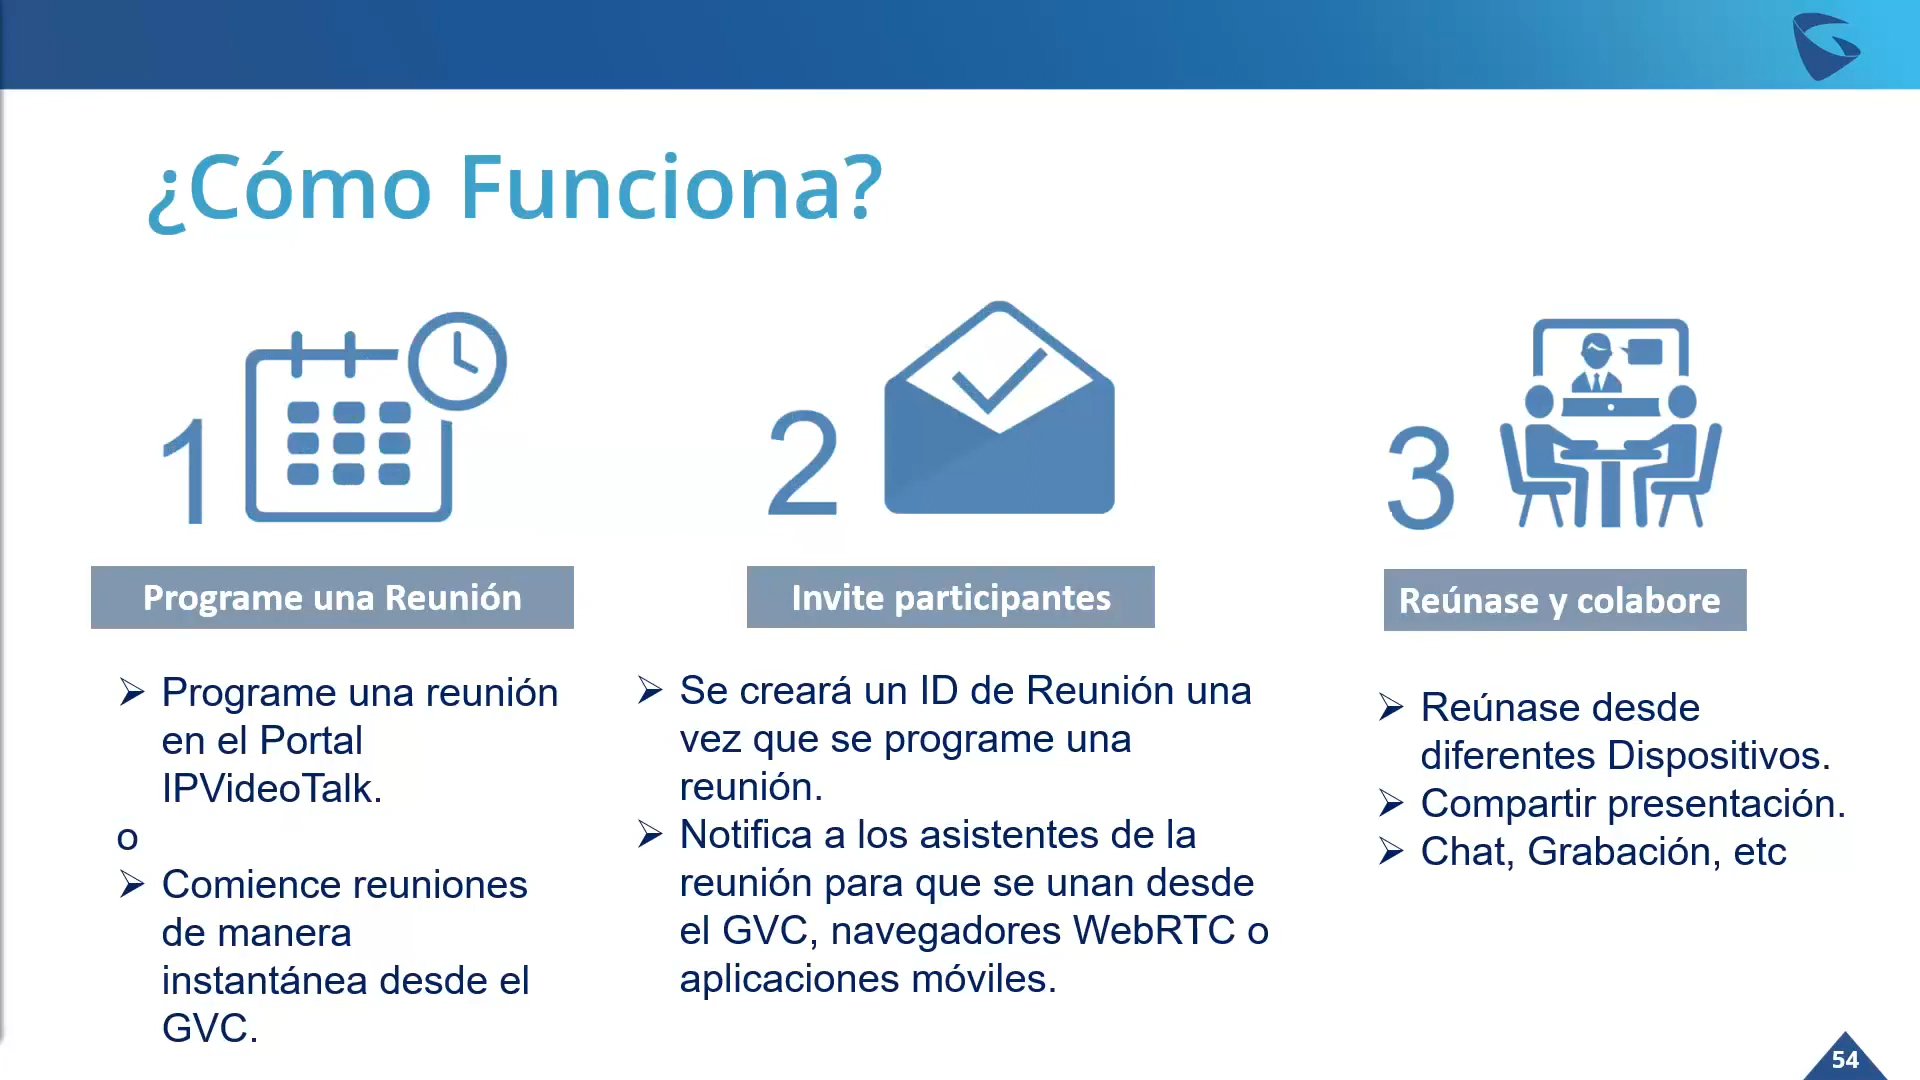 ¿Cómo Funciona?
1
Programe una Reunión
➢ Programe una reunión
en el Portal
IPVideoTalk.
o
➢ Comience reuniones
de manera
instantánea desde el
GVC.
2
Invite participantes
➢ Se creará un ID de Reunión una
vez que se programe una
reunión.
➢ Notifica a los asistentes de la
reunión para que se unan desde
el GVC, navegadores WebRTC o
aplicaciones móviles.
3
Reúnase y colabore
➢ Reúnase desde
diferentes Dispositivos.
➢ Compartir presentación.
➢ Chat, Grabación, etc
54